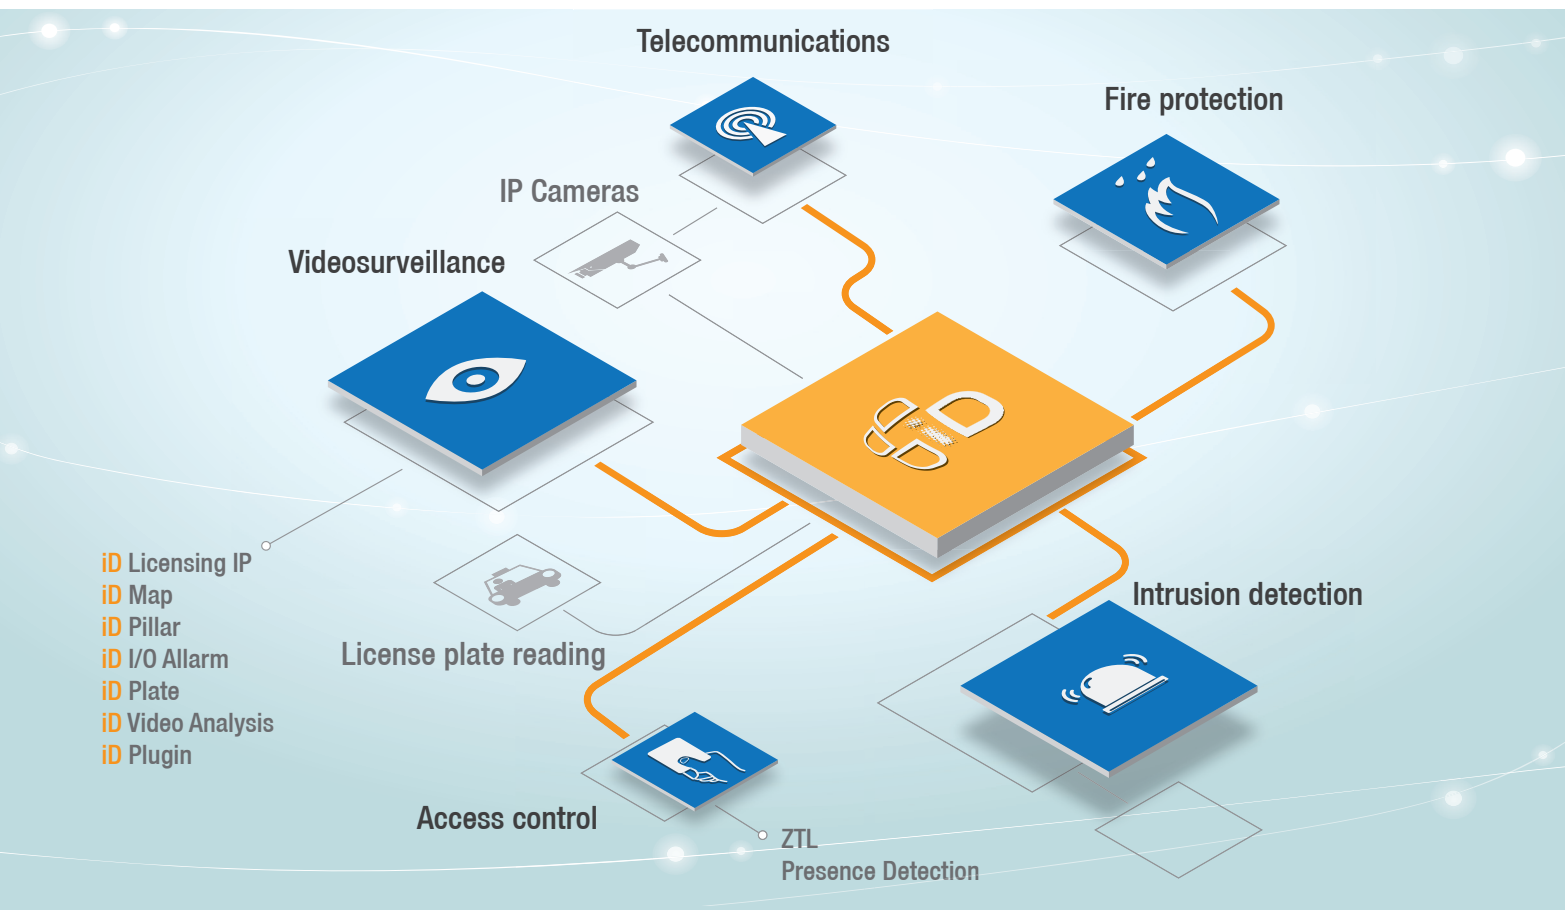 Telecommunications
Fire protection
IP Cameras
Videosurveillance
iD Licensing IP
iD Map
iD Pillar
iD I/O Allarm
iD Plate
iD Video Analysis
iD Plugin
License plate reading
Intrusion detection
Access control
ZTL
Presence Detection